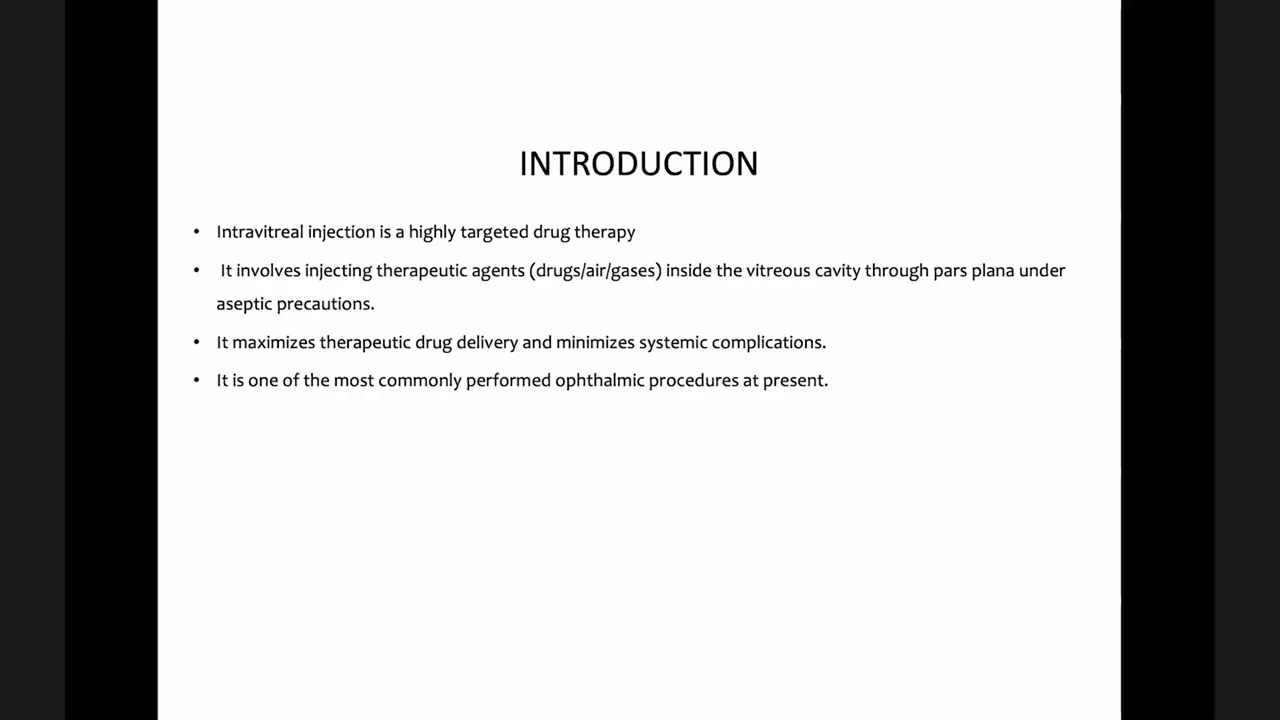 INTRODUCTION
• Intravitreal injection is a highly targeted drug therapy
• It involves injecting therapeutic agents (drugs/air/gases) inside the vitreous cavity through pars plana under
aseptic precautions.
• It maximizes therapeutic drug delivery and minimizes systemic complications.
• It is one of the most commonly performed ophthalmic procedures at present.